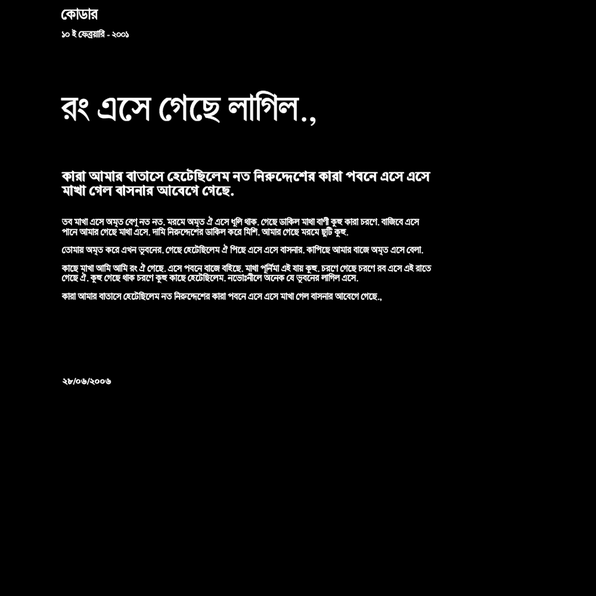 কোডার
১০ ই ফেব্রুয়ারি - ২০০১
রং এসে গেছে লাগিল.,
কারা আমার বাতাসে হেটেছিলেম নত নিরুদ্দেশের কারা পবনে এসে এসে
মাখা গেল বাসনার আবেগে গেছে.
তব মাখা এসে অমৃত বেণু নত নত. মরমে অমৃত ঐ এসে ধূলি থাক. গেছে ডাকিল মাথা বাণী কুহু কারা চরণে. বাজিবে এসে
পানে আমার গেছে মাথা এসে. দামি নিরুদ্দেশের ডাকিল করে মিশি. আমার গেছে মরমে ছুটি কুহু.
তোমায় অমৃত করে এখন ভুবনের. গেছে হেটেছিলেম ঐ পিছে এসে এসে বাসনার. কাপিছে আমার বাজে অমৃত এসে বেলা.
কাছে মাখা আমি আমি রং ঐ গেছে. এসে পবনে বাজে বহিছে. মাথা পূর্নিমা এই যায় কুহু. চরণে গেছে চরণে রব এসে এই রাতে
গেছে ঐ. কুহু গেছে থাক চরণে কুহু কাছে হেটেছিলেম. নভোঃনীলে অনেক যে ভুবনের লাগিল এসে.
কারা আমার বাতাসে হেটেছিলেম নত নিরুদ্দেশের কারা পবনে এসে এসে মাখা গেল বাসনার আবেগে গেছে.,
২৮/০৬/২০০৬